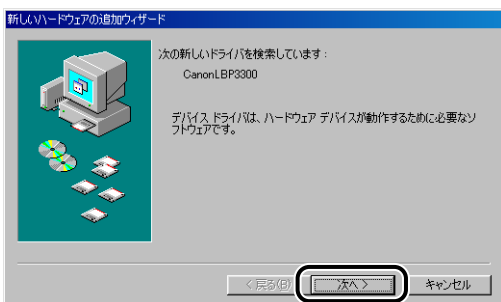 新しいハードウェアの追加ウィザード
次の新しいドライバを検索しています：
CanonLBP3300
デバイス ドライバは、ハードウェア デバイスが動作するために必要なソ
フトウェアです。
< 戻る(B)
次へ >
キャンセル